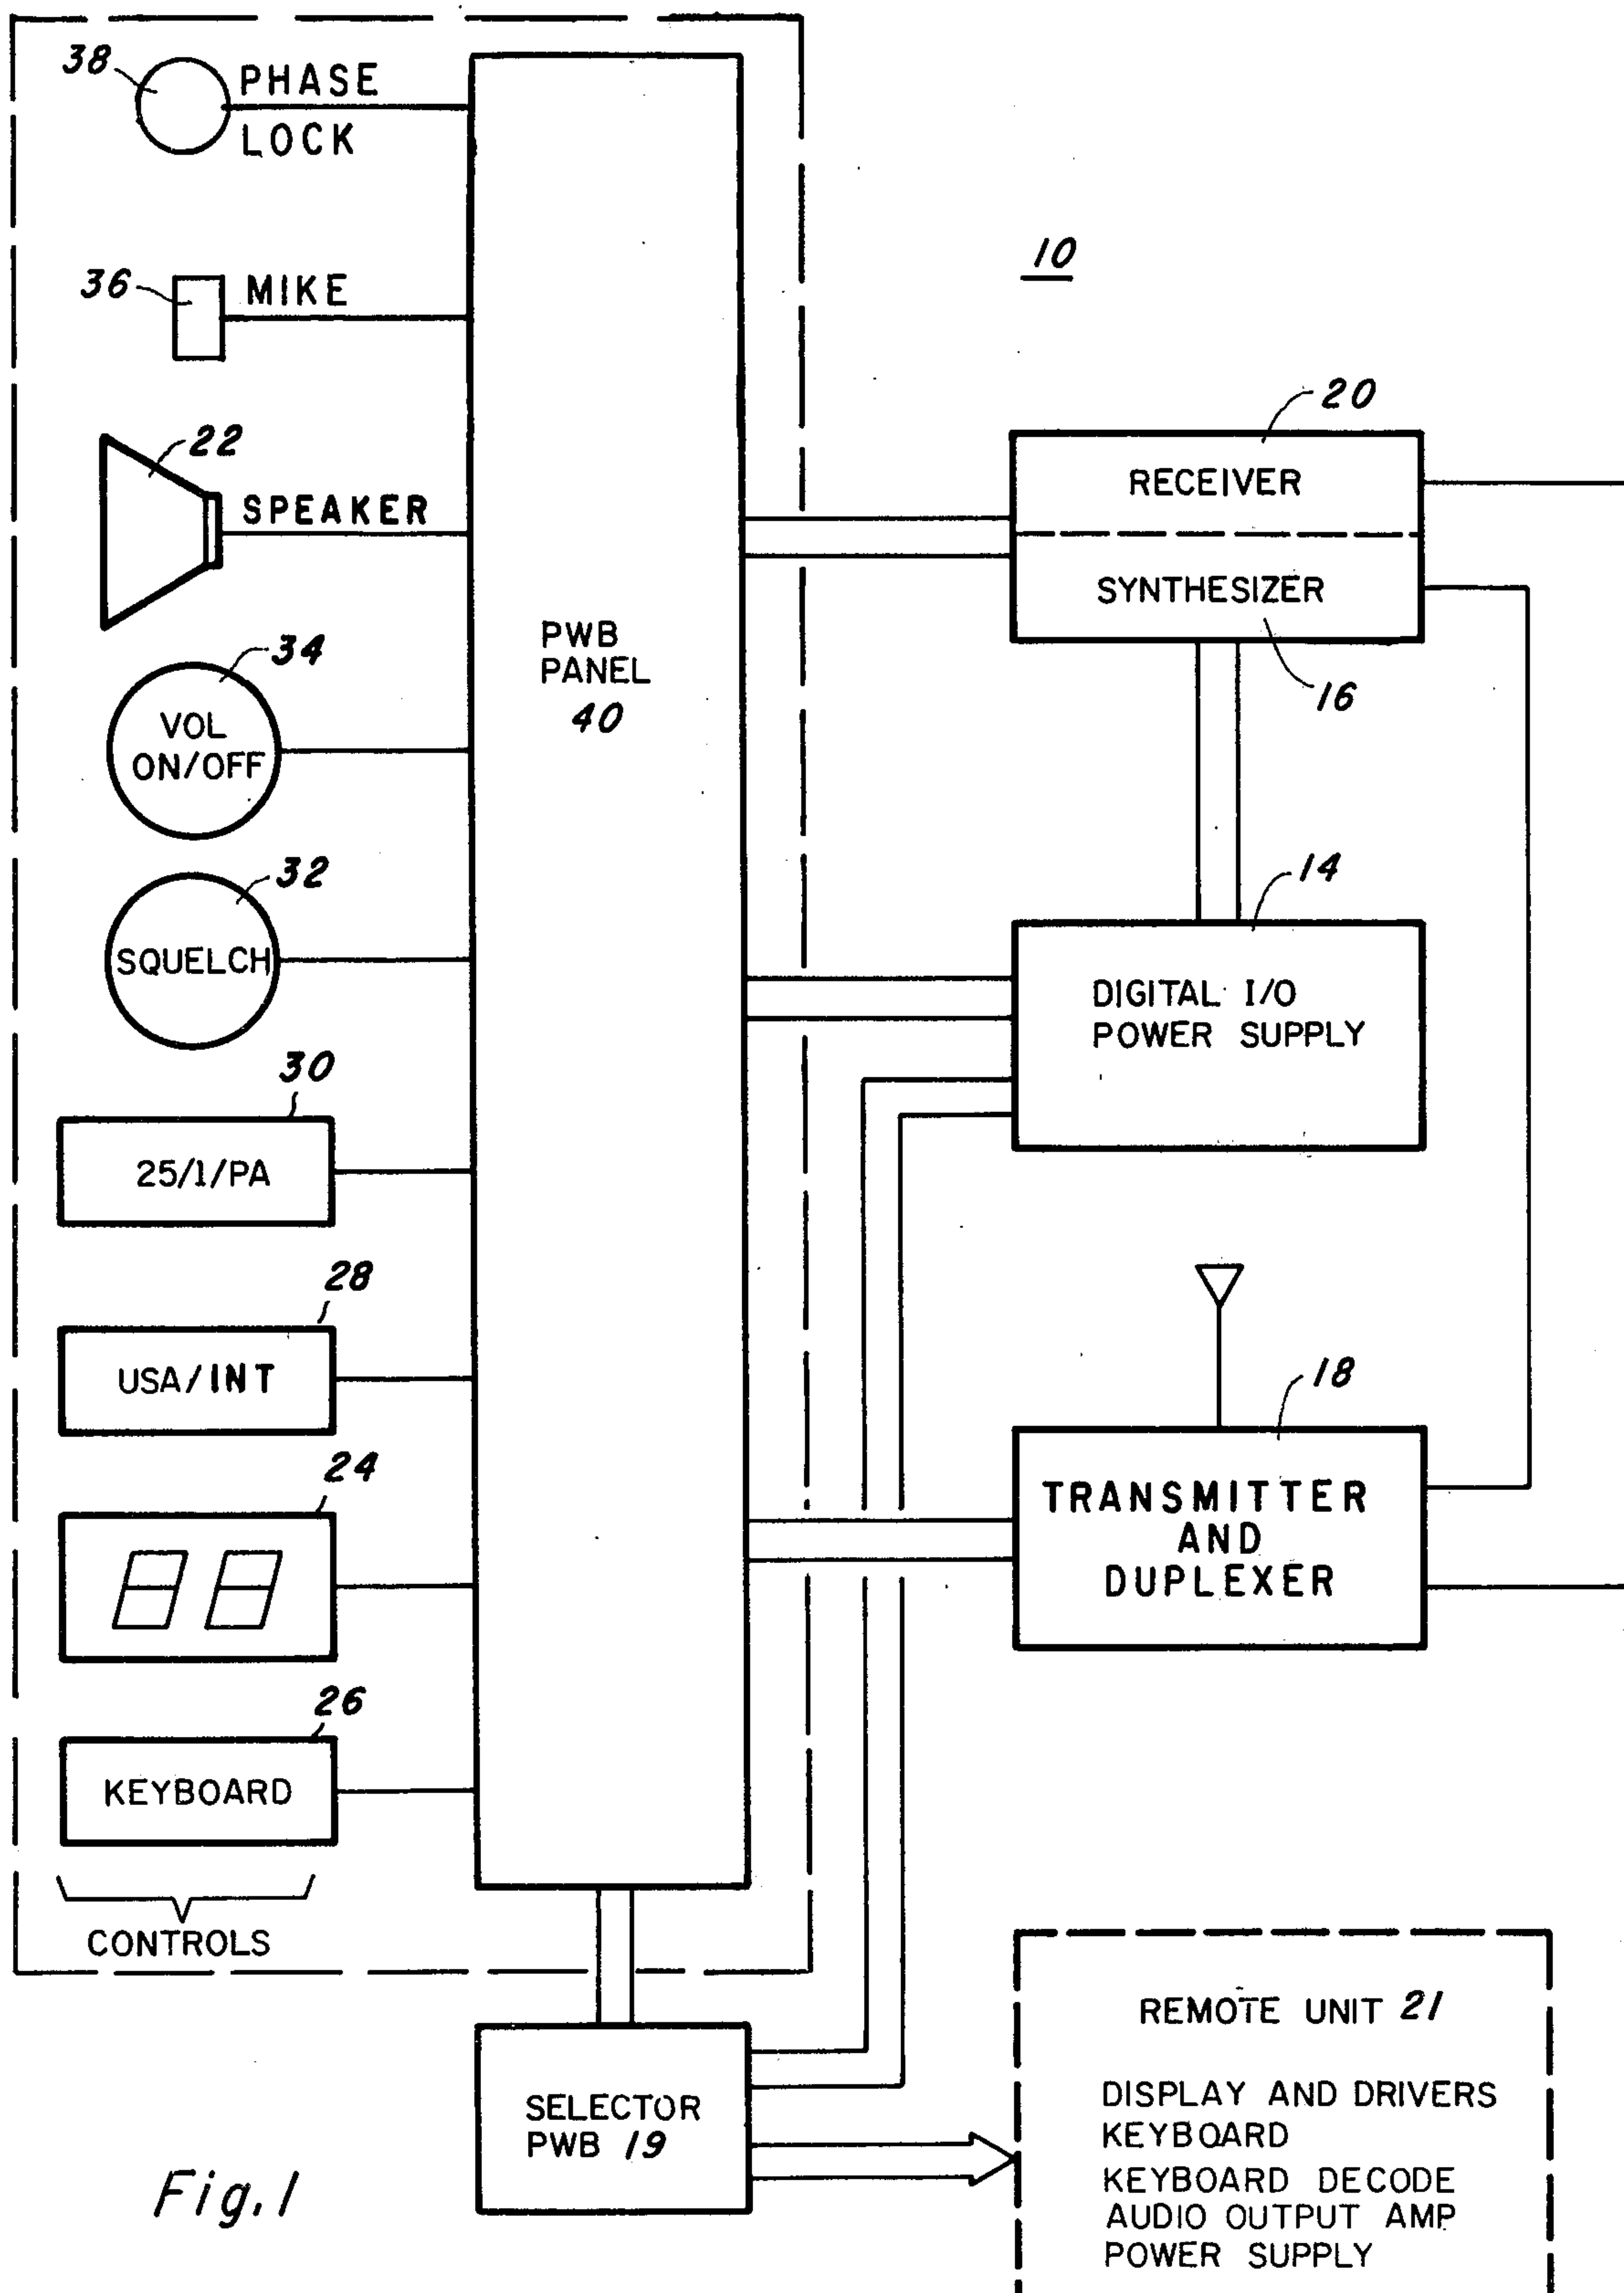 38
PHASE
LOCK
10
36
MIKE
20
22
RECEIVER
SPEAKER
SYNTHESIZER
34
PWB
PANEL
40
16
VOL
ON/OFF
32
14
SQUELCH
DIGITAL I/O
POWER SUPPLY
30
25/1/PA
28
USA/INT
18
24
TRANSMITTER
AND
DUPLEXER
26
KEYBOARD
CONTROLS
REMOTE UNIT 21
SELECTOR
PWB 19
DISPLAY AND DRIVERS
KEYBOARD
KEYBOARD DECODE
AUDIO OUTPUT AMP
POWER SUPPLY
Fig.1